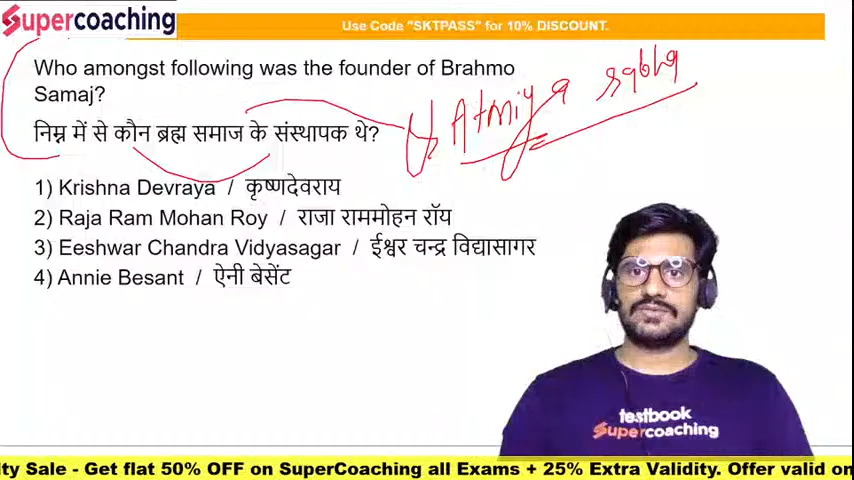 Supercoaching
Use Code "SKTPASS" for 10% DISCOUNT.
Who amongst following was the founder of Brahmo
Samaj?
Atmiya sabha
निम्न में से कौन ब्रह्म समाज के संस्थापक थे?
1) Krishna Devraya / कृष्णदेवराय
2) Raja Ram Mohan Roy / राजा राममोहन रॉय
3) Eeshwar Chandra Vidyasagar / ईश्वर चन्द्र विद्यासागर
4) Annie Besant / ऐनी बेसेंट
testbook
Supercoaching
lty Sale - Get flat 50% OFF on SuperCoaching all Exams + 25% Extra Validity. Offer valid on